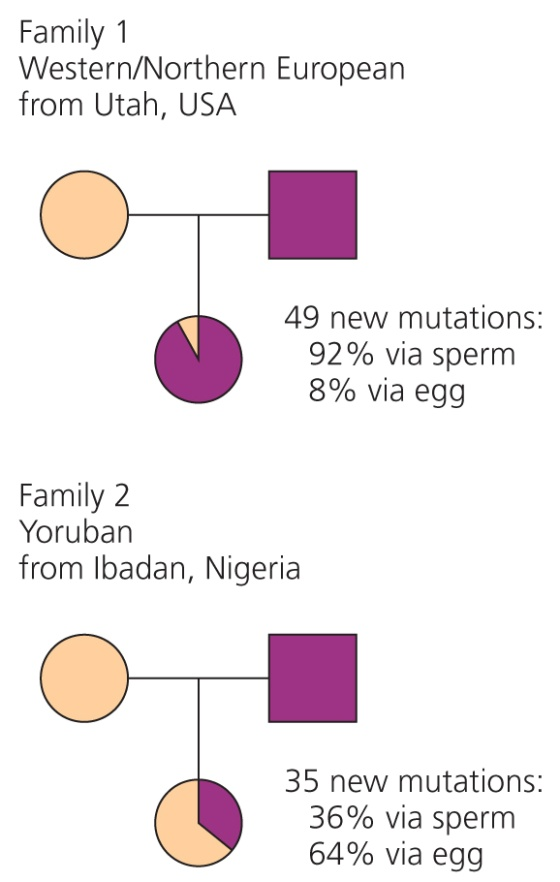 Family 1
Western/Northern European
from Utah, USA
49 new mutations:
92% via sperm
8% via egg
Family 2
Yoruban
from Ibadan, Nigeria
35 new mutations:
36% via sperm
64% via egg